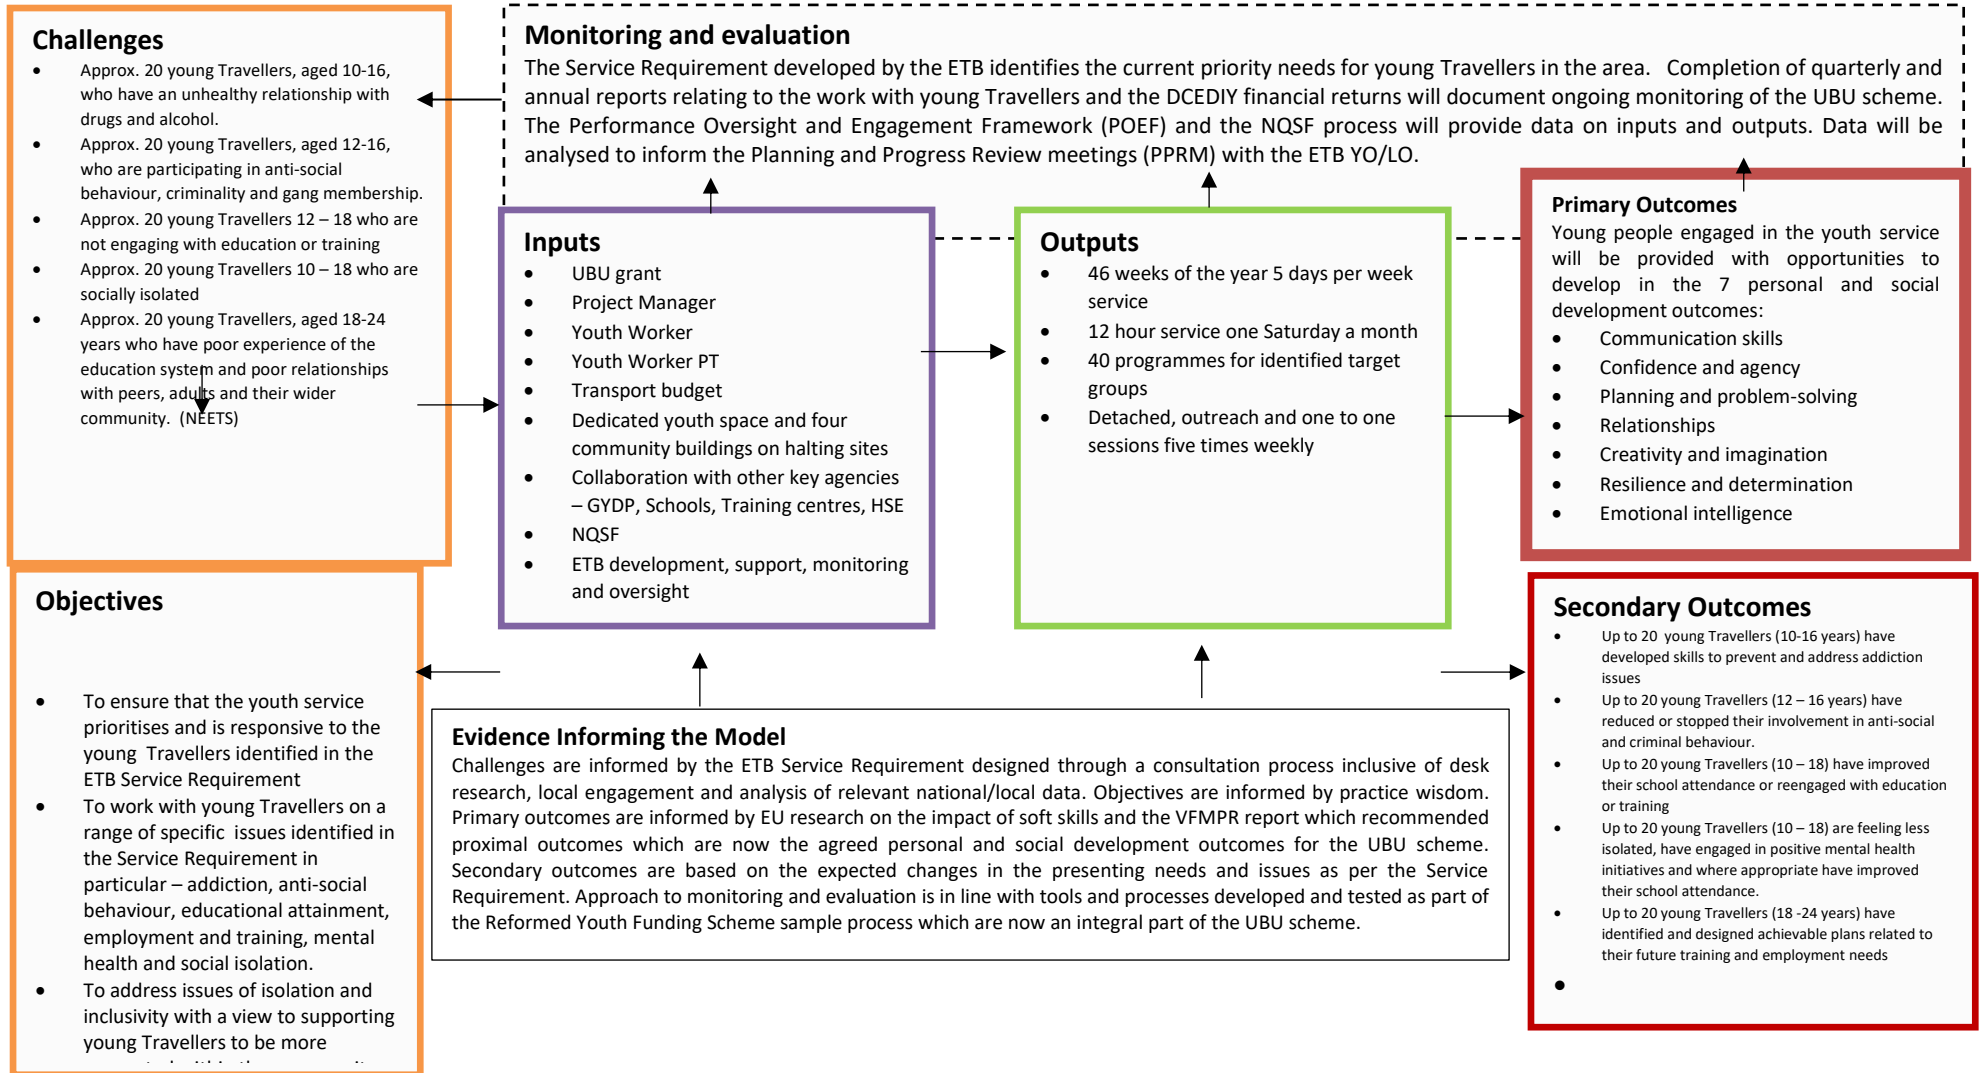 Challenges
• Approx. 20 young Travellers, aged 10-16,
who have an unhealthy relationship with
drugs and alcohol.
• Approx. 20 young Travellers, aged 12-16,
who are participating in anti-social
behaviour, criminality and gang membership.
• Approx. 20 young Travellers 12 – 18 who are
not engaging with education or training
• Approx. 20 young Travellers 10 – 18 who are
socially isolated
• Approx. 20 young Travellers, aged 18-24
years who have poor experience of the
education system and poor relationships
with peers, adults and their wider
community. (NEETS)
Monitoring and evaluation
The Service Requirement developed by the ETB identifies the current priority needs for young Travellers in the area. Completion of quarterly and
annual reports relating to the work with young Travellers and the DCEDIY financial returns will document ongoing monitoring of the UBU scheme.
The Performance Oversight and Engagement Framework (POEF) and the NQSF process will provide data on inputs and outputs. Data will be
analysed to inform the Planning and Progress Review meetings (PPRM) with the ETB YO/LO.
Inputs
• UBU grant
• Project Manager
• Youth Worker
• Youth Worker PT
• Transport budget
• Dedicated youth space and four
community buildings on halting sites
• Collaboration with other key agencies
– GYDP, Schools, Training centres, HSE
• NQSF
• ETB development, support, monitoring
and oversight
Outputs
• 46 weeks of the year 5 days per week
service
• 12 hour service one Saturday a month
• 40 programmes for identified target
groups
• Detached, outreach and one to one
sessions five times weekly
Primary Outcomes
Young people engaged in the youth service
will be provided with opportunities to
develop in the 7 personal and social
development outcomes:
• Communication skills
• Confidence and agency
• Planning and problem-solving
• Relationships
• Creativity and imagination
• Resilience and determination
• Emotional intelligence
Objectives
• To ensure that the youth service
prioritises and is responsive to the
young Travellers identified in the
ETB Service Requirement
• To work with young Travellers on a
range of specific issues identified in
the Service Requirement in
particular – addiction, anti-social
behaviour, educational attainment,
employment and training, mental
health and social isolation.
• To address issues of isolation and
inclusivity with a view to supporting
young Travellers to be more
Evidence Informing the Model
Challenges are informed by the ETB Service Requirement designed through a consultation process inclusive of desk
research, local engagement and analysis of relevant national/local data. Objectives are informed by practice wisdom.
Primary outcomes are informed by EU research on the impact of soft skills and the VFMPR report which recommended
proximal outcomes which are now the agreed personal and social development outcomes for the UBU scheme.
Secondary outcomes are based on the expected changes in the presenting needs and issues as per the Service
Requirement. Approach to monitoring and evaluation is in line with tools and processes developed and tested as part of
the Reformed Youth Funding Scheme sample process which are now an integral part of the UBU scheme.
Secondary Outcomes
• Up to 20 young Travellers (10-16 years) have
developed skills to prevent and address addiction
issues
• Up to 20 young Travellers (12 – 16 years) have
reduced or stopped their involvement in anti-social
and criminal behaviour.
• Up to 20 young Travellers (10 – 18) have improved
their school attendance or reengaged with education
or training
• Up to 20 young Travellers (10 – 18) are feeling less
isolated, have engaged in positive mental health
initiatives and where appropriate have improved
their school attendance.
• Up to 20 young Travellers (18 -24 years) have
identified and designed achievable plans related to
their future training and employment needs
•